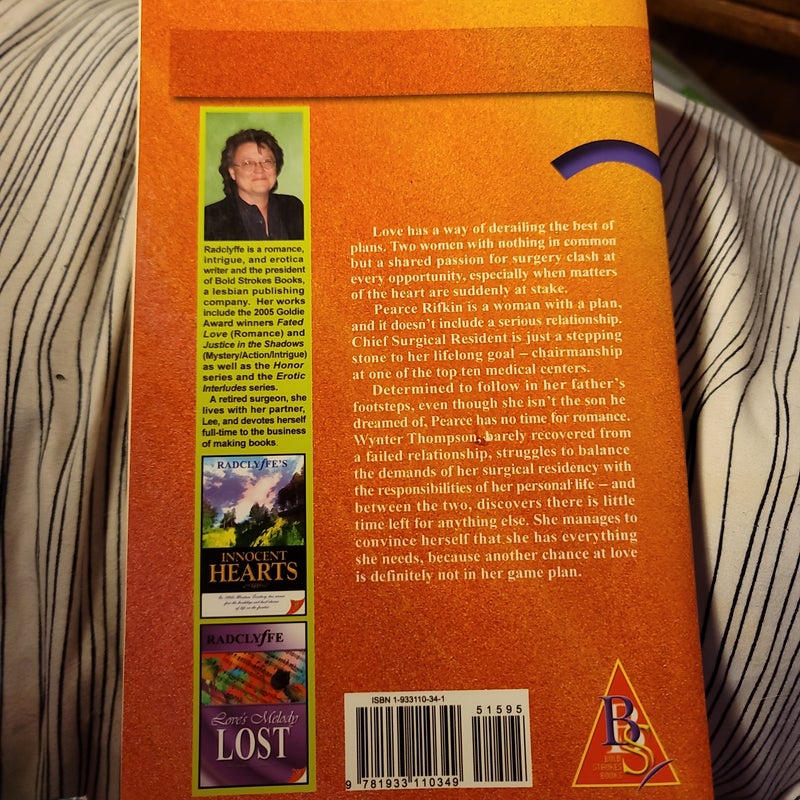 Radclyffe is a romance,
intrigue, and erotica
writer and the president
of Bold Strokes Books,
a lesbian publishing
company. Her works
include the 2005 Goldie
Award winners Fated
Love (Romance) and
Justice in the Shadows
(Mystery/Action/Intrigue)
as well as the Honor
series and the Erotic
Interludes series.
A retired surgeon, she
lives with her partner,
Lee, and devotes herself
full-time to the business
of making books.
RADCLYFFE'S
INNOCENT
HEARTS
RADCLYFFE
Love's Melody
LOST
Love has a way of derailing the best of
plans. Two women with nothing in common
but a shared passion for surgery clash at
every opportunity, especially when matters
of the heart are suddenly at stake.
Pearce Rifkin is a woman with a plan,
and it doesn't include a serious relationship.
Chief Surgical Resident is just a stepping
stone to her lifelong goal – chairmanship
at one of the top ten medical centers.
Determined to follow in her father's
footsteps, even though she isn't the son he
dreamed of, Pearce has no time for romance.
Wynter Thompson, barely recovered from
a failed relationship, struggles to balance
the demands of her surgical residency with
the responsibilities of her personal life – and
between the two, discovers there is little
time left for anything else. She manages to
convince herself that she has everything
she needs, because another chance at love
is definitely not in her game plan.
ISBN 1-933110-34-1
51595
9 781933 110349
BSB
BOLD
STROKES
BOOKS